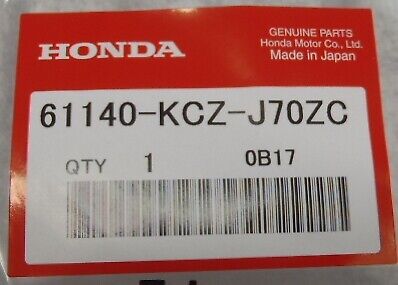 HONDA
GENUINE PARTS
Honda Motor Co., Ltd.
Made in Japan
61140-KCZ-J70ZC
QTY 1 0B17